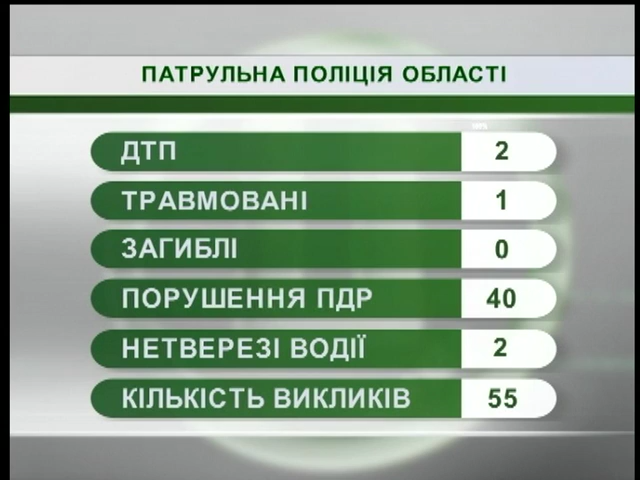 ПАТРУЛЬНА ПОЛІЦІЯ ОБЛАСТІ
ДТП 2
ТРАВМОВАНІ 1
ЗАГИБЛІ 0
ПОРУШЕННЯ ПДР 40
НЕТВЕРЕЗІ ВОДІЇ 2
КІЛЬКІСТЬ ВИКЛИКІВ 55